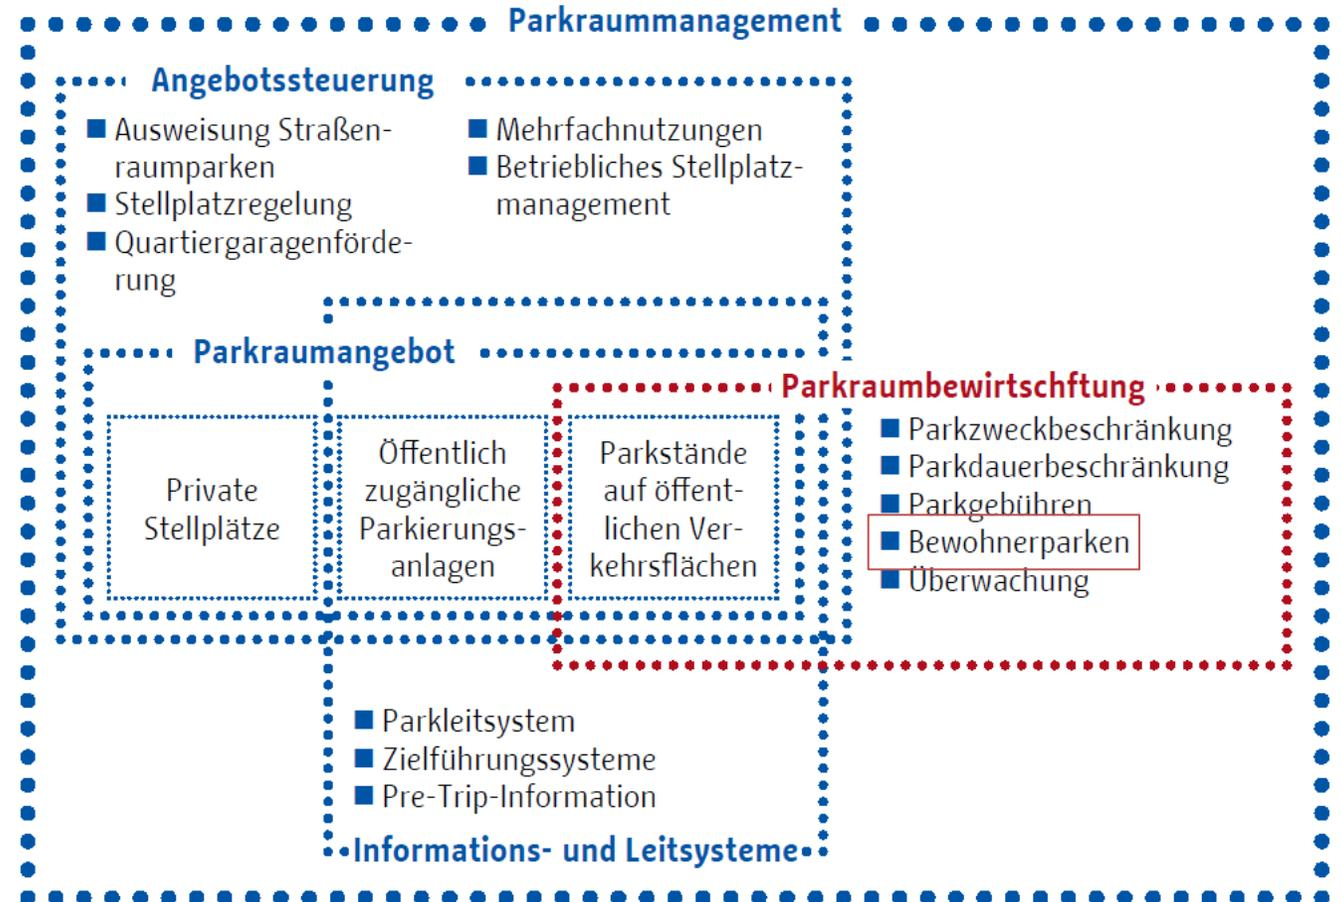 Parkraummanagement
Angebotssteuerung
■ Ausweisung Straßen-
raumparken
■ Stellplatzregelung
■ Quartiergaragenförde-
rung
■ Mehrfachnutzungen
■ Betriebliches Stellplatz-
management
Parkraumangebot
Private
Stellplätze
Öffentlich
zugängliche
Parkierungs-
anlagen
Parkstände
auf öffent-
lichen Ver-
kehrsflächen
Parkraumbewirtschftung
■ Parkzweckbeschränkung
■ Parkdauerbeschränkung
■ Parkgebühren
■ Bewohnerparken
■ Überwachung
■ Parkleitsystem
■ Zielführungssysteme
■ Pre-Trip-Information
Informations- und Leitsysteme